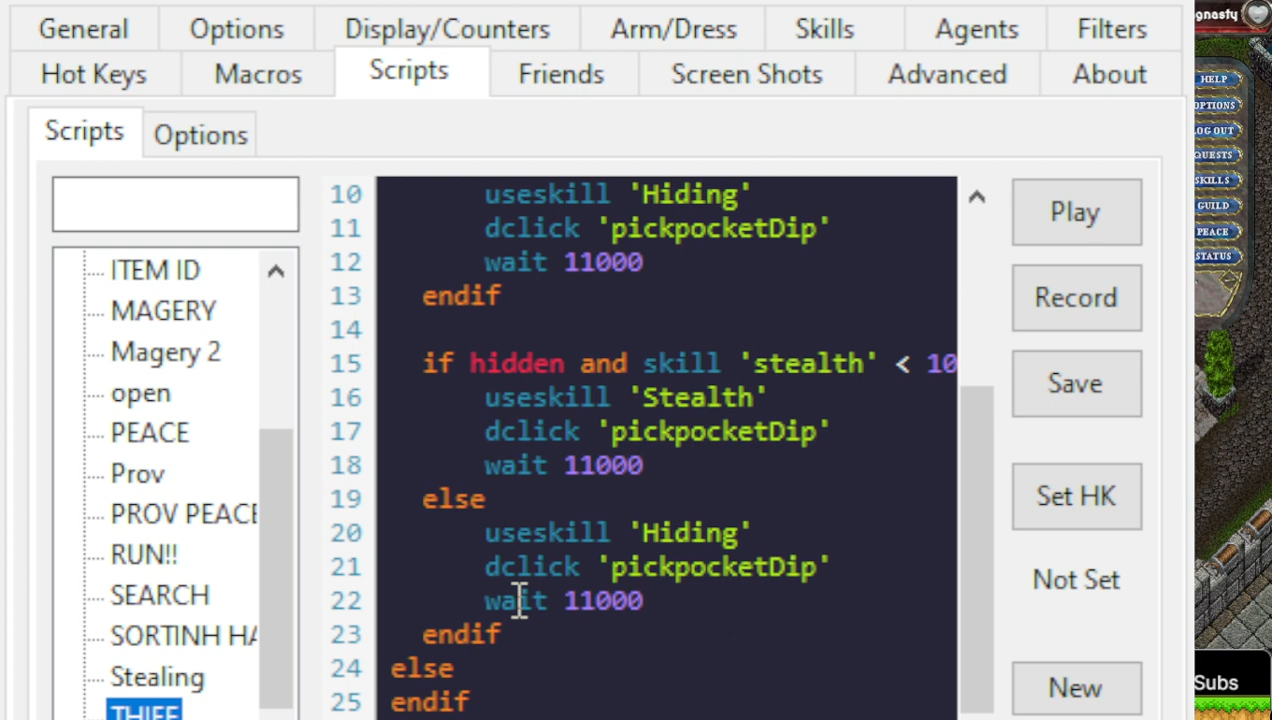 General Options Display/Counters Arm/Dress Skills Agents Filters
Hot Keys Macros Scripts Friends Screen Shots Advanced About
Scripts Options
ITEM ID
MAGERY
Magery 2
open
PEACE
Prov
PROV PEACE
RUN!!
SEARCH
SORTINH HA
Stealing
THIEF
10 useskill 'Hiding'
11 dclick 'pickpocketDip'
12 wait 11000
13 endif
14
15 if hidden and skill 'stealth' < 10
16 useskill 'Stealth'
17 dclick 'pickpocketDip'
18 wait 11000
19 else
20 useskill 'Hiding'
21 dclick 'pickpocketDip'
22 wait 11000
23 endif
24 else
25 endif
Play
Record
Save
Set HK
Not Set
New
gnasty
HELP
OPTIONS
LOG OUT
QUESTS
SKILLS
GUILD
PEACE
STATUS
Subs